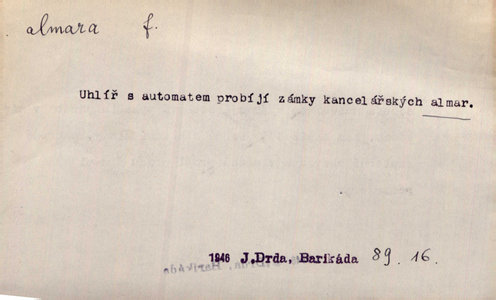 almara f.
Uhlíř s automatem probíjí zámky kancelářských almar.
1946 J.Drda, Barikáda 89. 16.